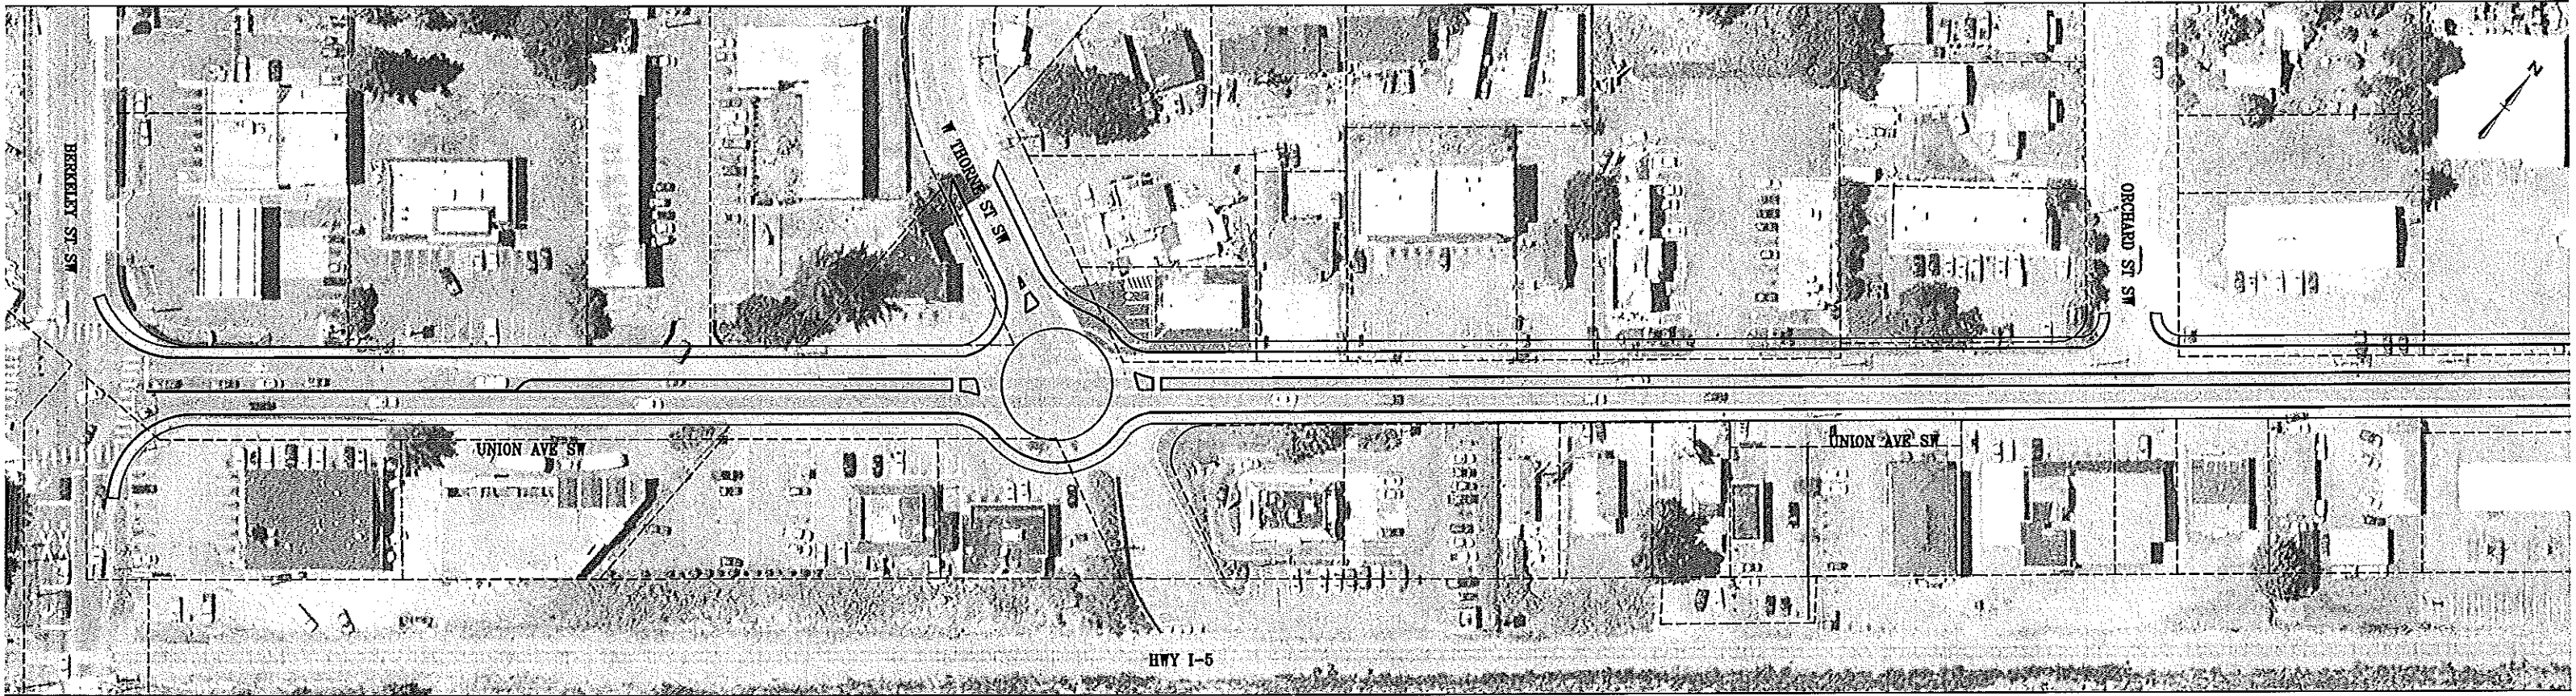 BERKELEY ST SW
W THORNE ST SW
ORCHARD ST SW
N
UNION AVE SW
UNION AVE SW
HWY I-5